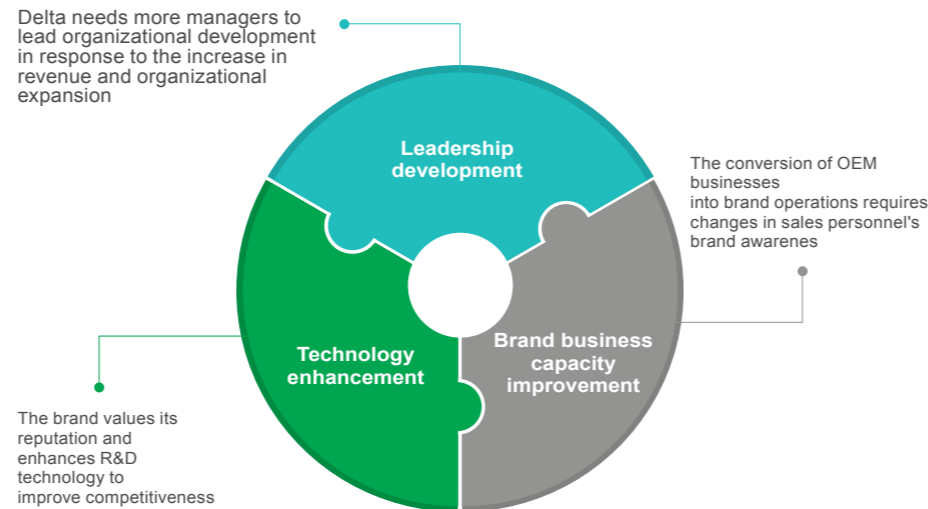 Delta needs more managers to
lead organizational development
in response to the increase in
revenue and organizational
expansion
Leadership
development
The conversion of OEM
businesses
into brand operations requires
changes in sales personnel's
brand awarenes
Brand business
capacity
improvement
Technology
enhancement
The brand values its
reputation and
enhances R&D
technology to
improve competitiveness